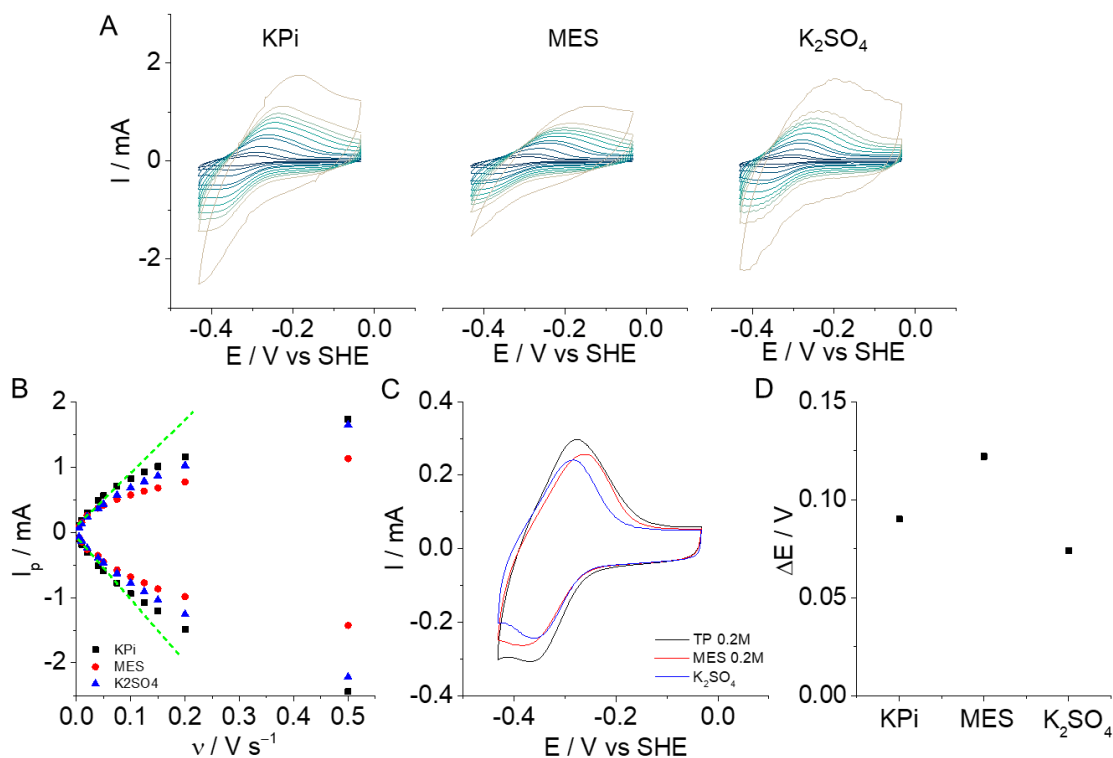 A
KPi
MES
K₂SO₄
I / mA
2
0
-2
-0.4 -0.2 0.0
-0.4 -0.2 0.0
-0.4 -0.2 0.0
E / V vs SHE
E / V vs SHE
E / V vs SHE
B
Iₚ / mA
2
1
0
-1
-2
KPi
MES
K2SO4
0.0 0.1 0.2 0.3 0.4 0.5
ν / V s⁻¹
C
I / mA
0.4
0.2
0.0
-0.2
-0.4
TP 0.2M
MES 0.2M
K₂SO₄
-0.4 -0.2 0.0
E / V vs SHE
D
ΔE / V
0.15
0.10
0.05
0.00
KPi MES K₂SO₄